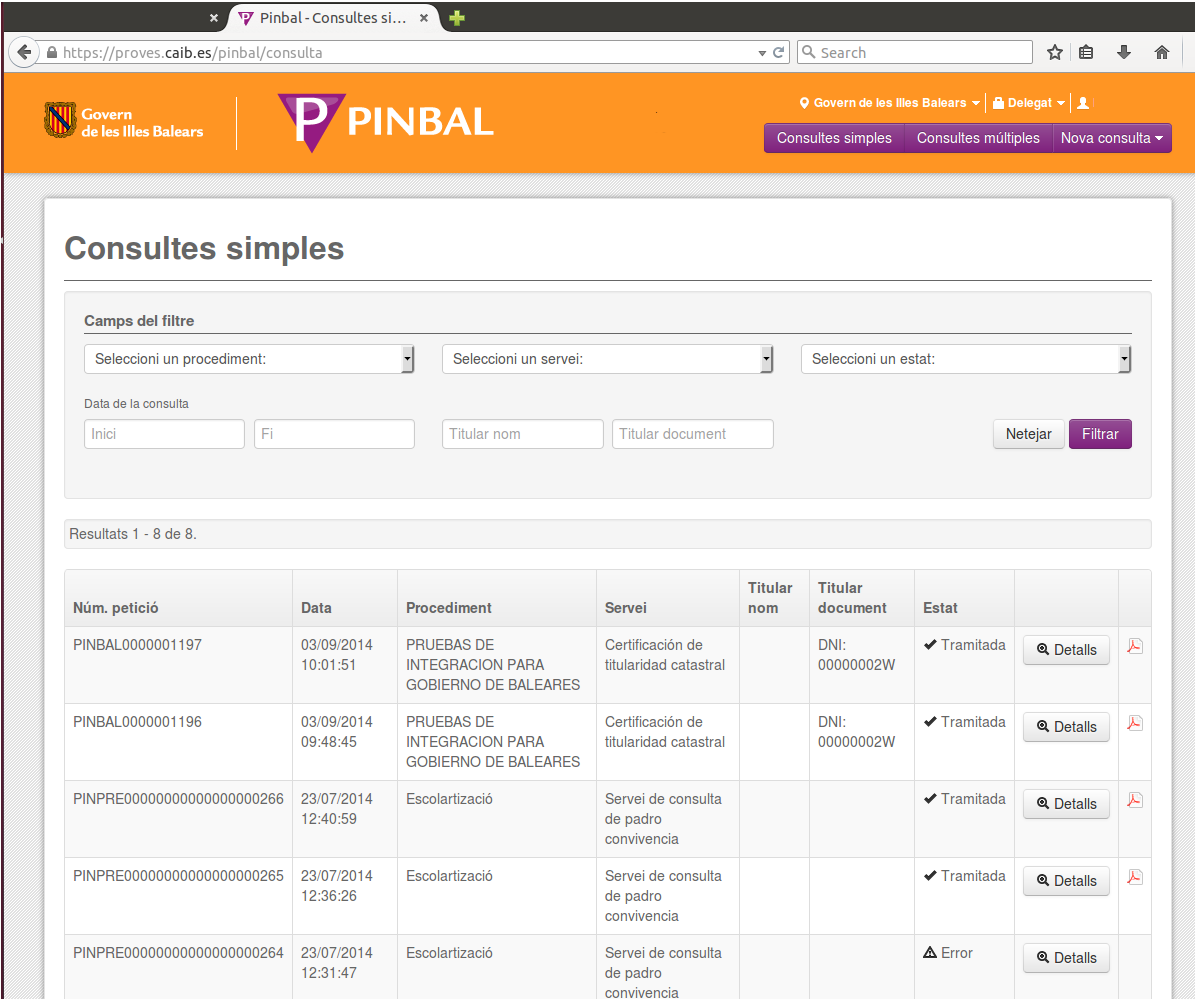 Pinbal - Consultes si...
https://proves.caib.es/pinbal/consulta
Search
Govern
de les Illes Balears
PINBAL
Govern de les Illes Balears
Delegat
Consultes simples
Consultes múltiples
Nova consulta
Consultes simples
Camps del filtre
Seleccioni un procediment:
Seleccioni un servei:
Seleccioni un estat:
Data de la consulta
Inici
Fi
Titular nom
Titular document
Netejar
Filtrar
Resultats 1 - 8 de 8.
Núm. petició
Data
Procediment
Servei
Titular
nom
Titular
document
Estat
PINBAL0000001197
03/09/2014
10:01:51
PRUEBAS DE
INTEGRACION PARA
GOBIERNO DE BALEARES
Certificación de
titularidad catastral
DNI:
00000002W
Tramitada
Detalls
PINBAL0000001196
03/09/2014
09:48:45
PRUEBAS DE
INTEGRACION PARA
GOBIERNO DE BALEARES
Certificación de
titularidad catastral
DNI:
00000002W
Tramitada
Detalls
PINPRE00000000000000000266
23/07/2014
12:40:59
Escolartizació
Servei de consulta
de padro
convivencia
Tramitada
Detalls
PINPRE00000000000000000265
23/07/2014
12:36:26
Escolartizació
Servei de consulta
de padro
convivencia
Tramitada
Detalls
PINPRE00000000000000000264
23/07/2014
12:31:47
Escolartizació
Servei de consulta
de padro
convivencia
Error
Detalls